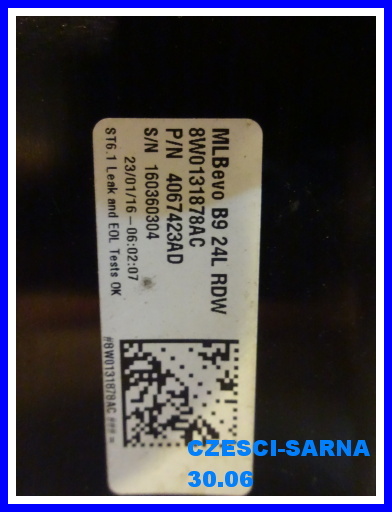 MLBevo B9 24L RDW
8W0131878AC
P/N 4067423AD
S/N 160360304
23/01/16-06:02:07
ST6.1 Leak and EOL Tests OK
#8W0131878AC ### =
CZESCI-SARNA
30.06